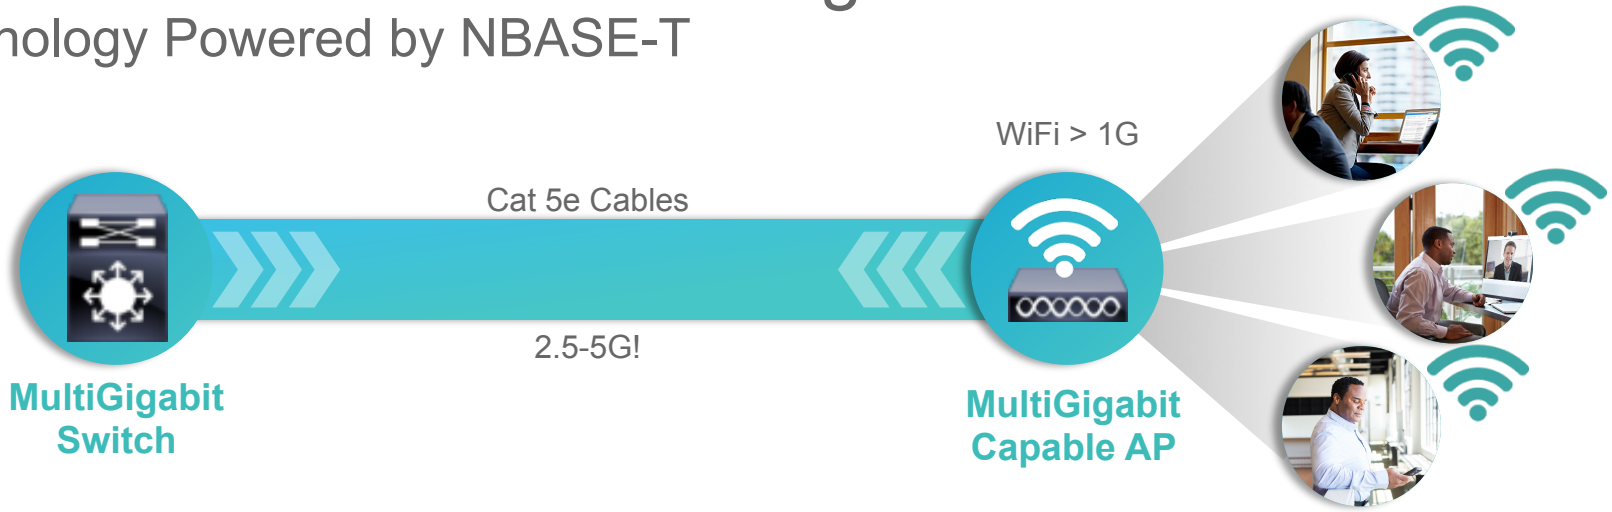 nology Powered by NBASE-T
WiFi > 1G
Cat 5e Cables
2.5-5G!
MultiGigabit
Switch
MultiGigabit
Capable AP